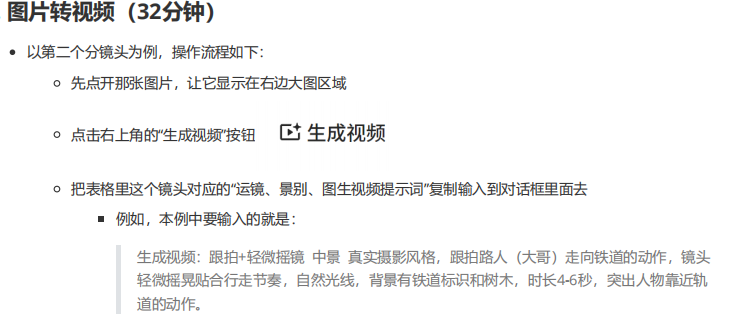 图片转视频（32分钟）
以第二个分镜头为例，操作流程如下：
先点开那张图片，让它显示在右边大图区域
点击右上角的“生成视频”按钮 生成视频
把表格里这个镜头对应的“运镜、景别、图生视频提示词”复制输入到对话框里面去
例如，本例中要输入的就是：
生成视频：跟拍+轻微摇镜 中景 真实摄影风格，跟拍路人（大哥）走向铁道的动作，镜头
轻微摇晃贴合行走节奏，自然光线，背景有铁道标识和树木，时长4-6秒，突出人物靠近轨
道的动作。